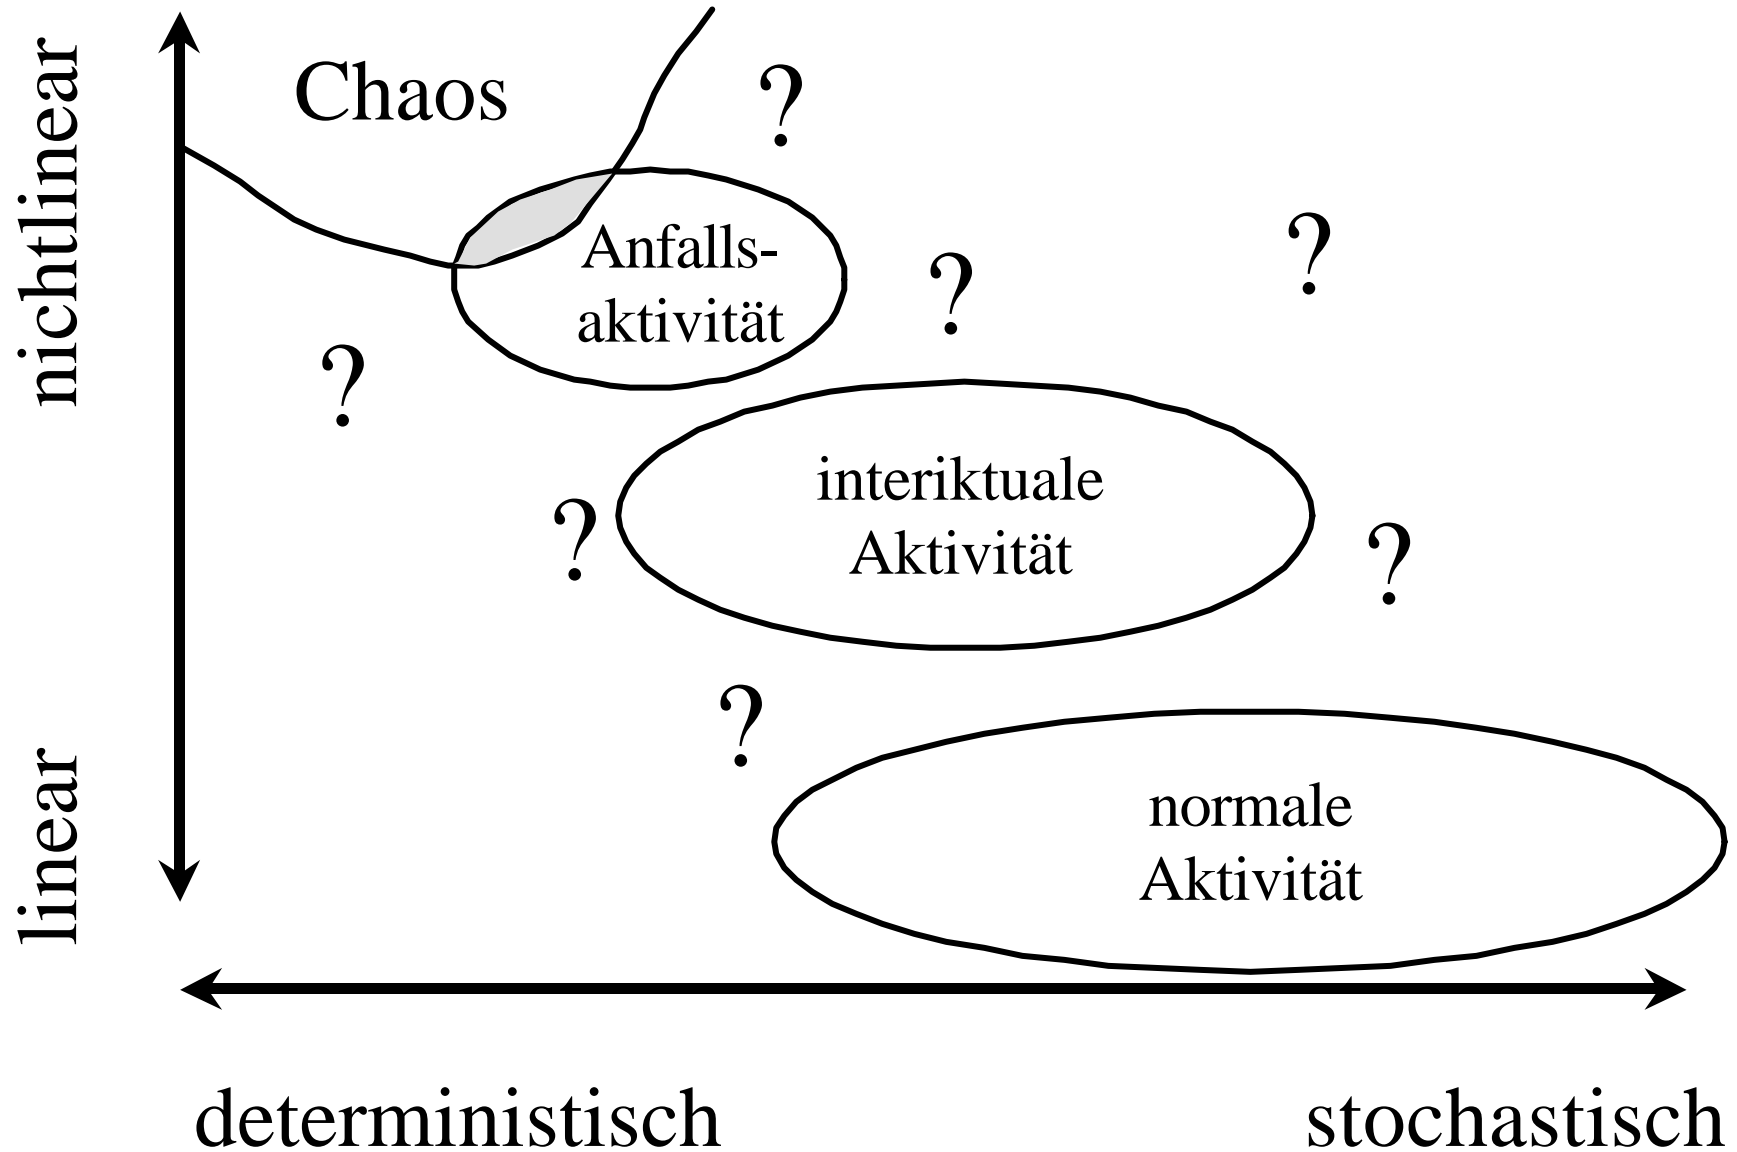 nichtlinear
linear
Chaos
?
Anfalls-
aktivität
?
?
?
interiktuale
Aktivität
?
?
?
normale
Aktivität
deterministisch
stochastisch